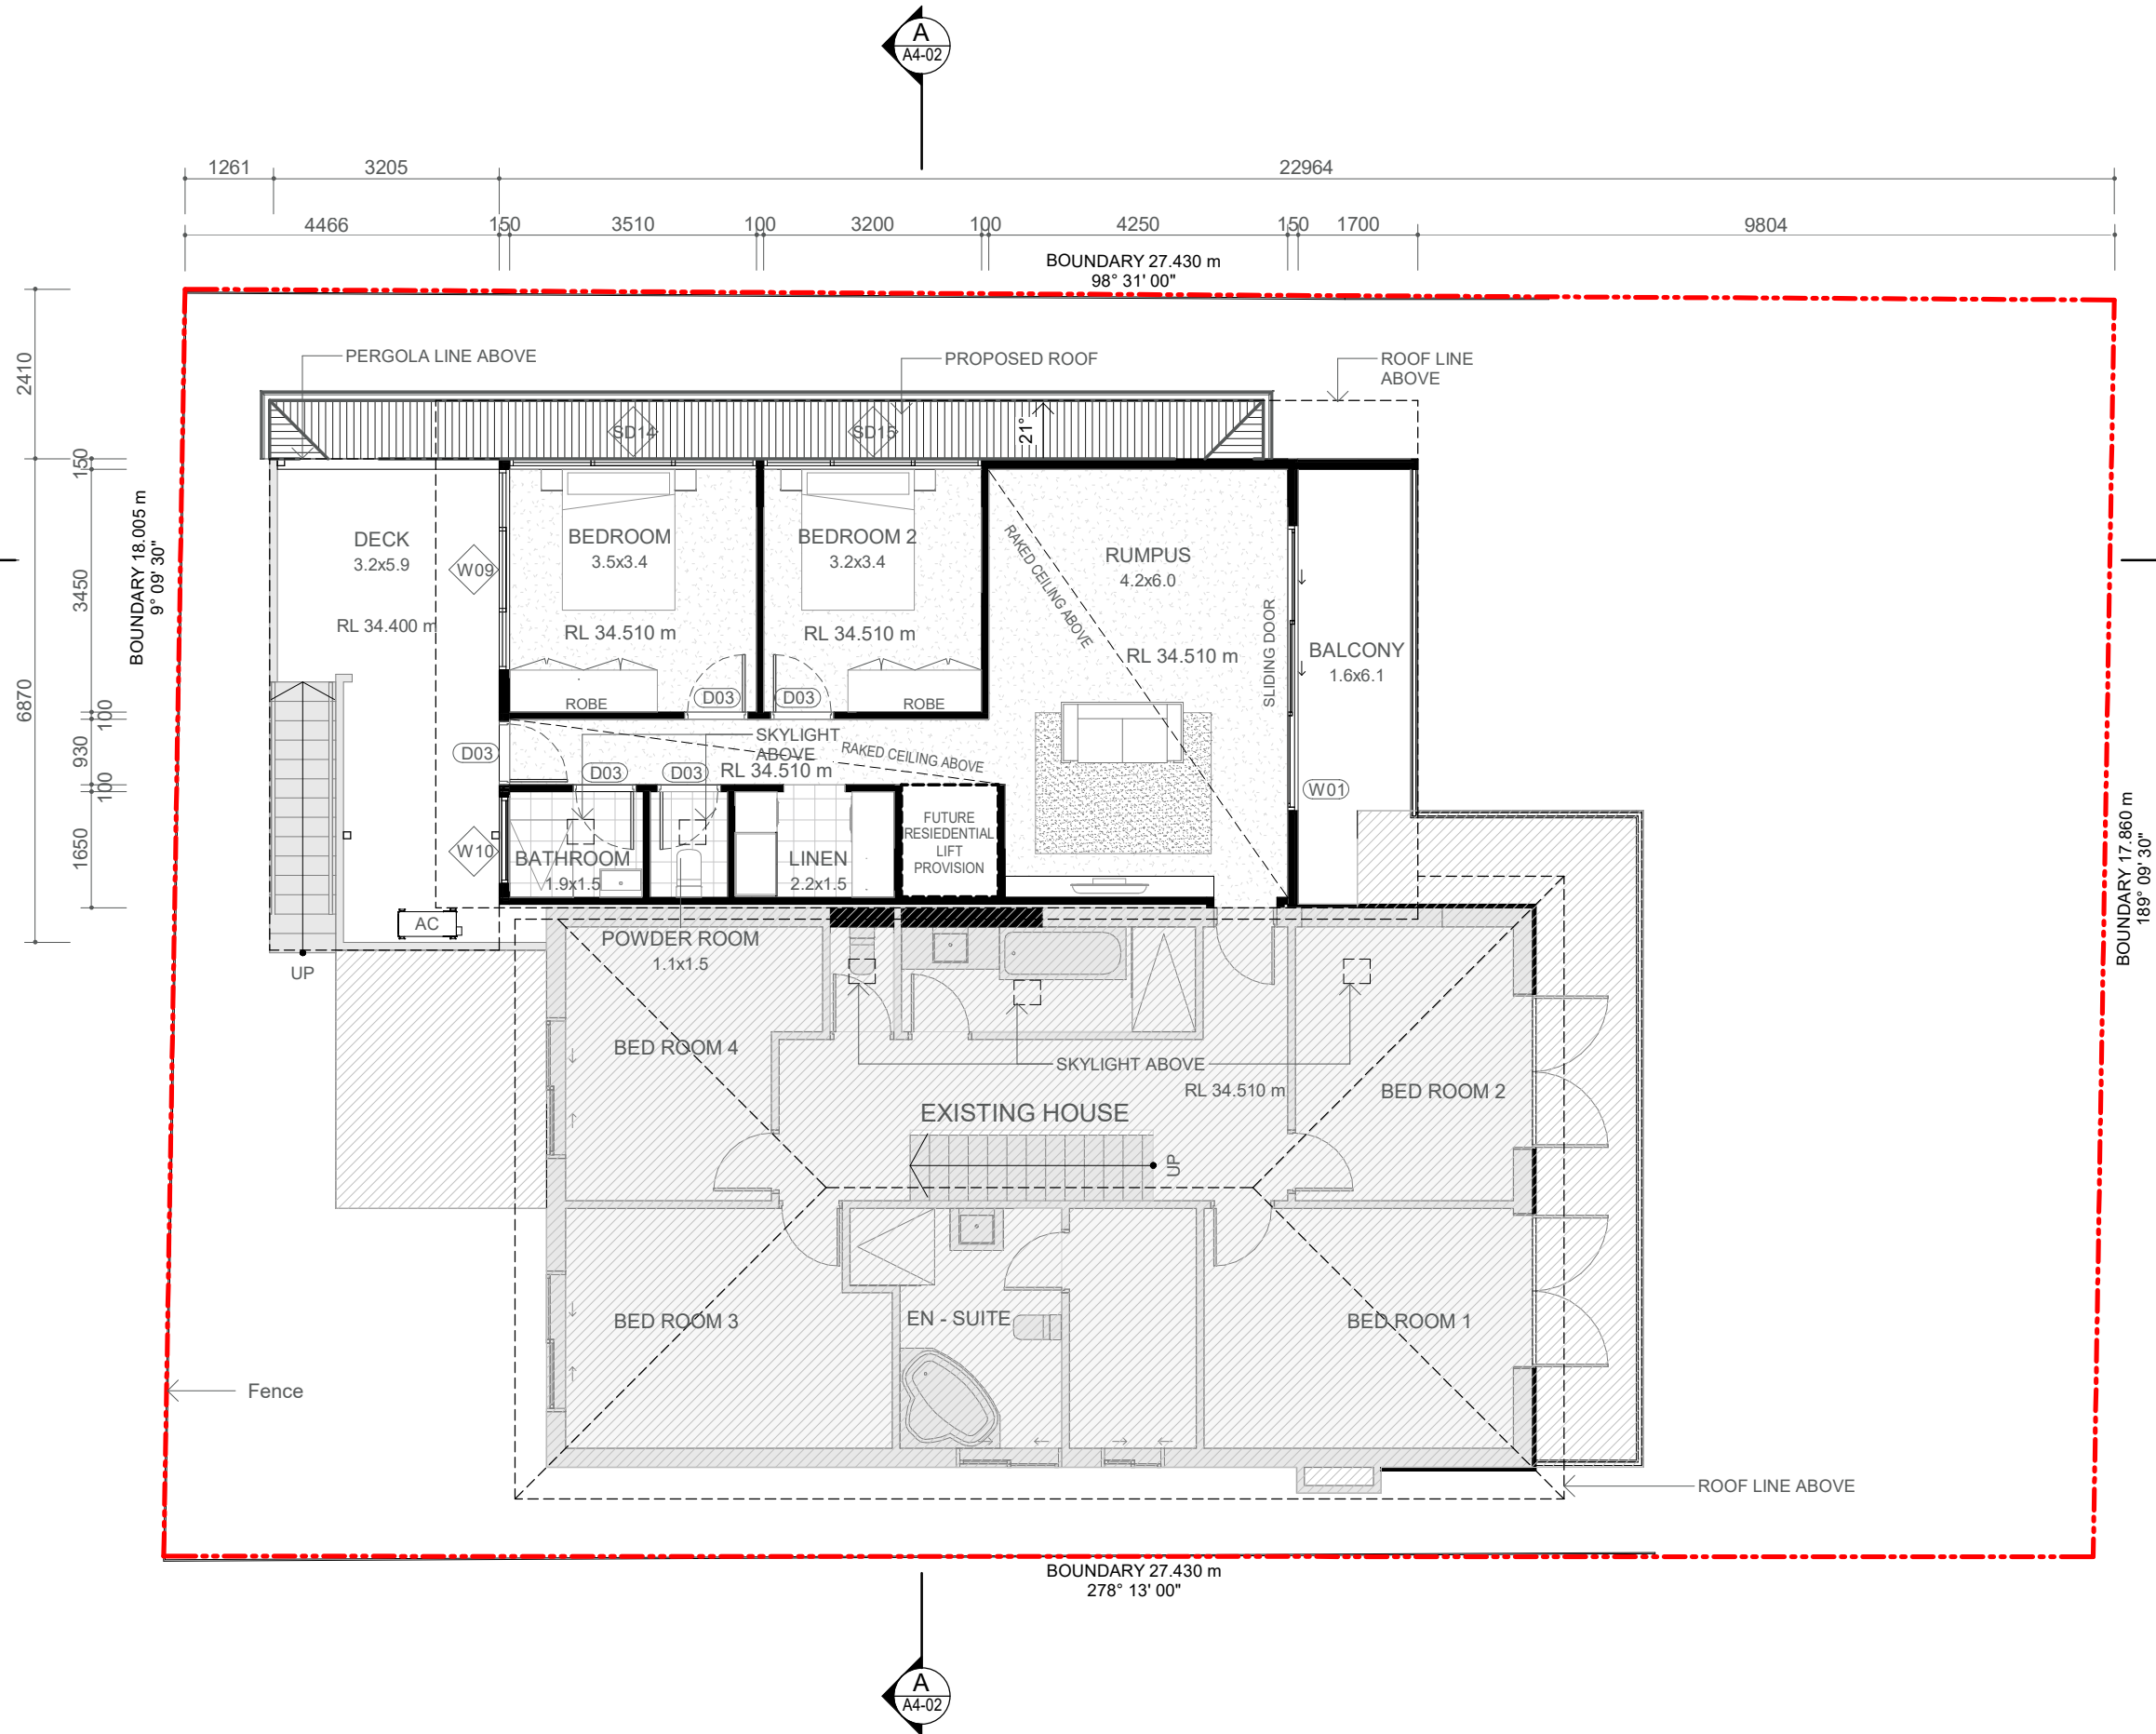 A
A4-02
1261
3205
22964
4466
150
3510
100
3200
100
4250
150
1700
9804
BOUNDARY 27.430 m
98° 31' 00"
2410
PERGOLA LINE ABOVE
PROPOSED ROOF
ROOF LINE
ABOVE
SD14
SD15
21°
150
3450
6870
100
930
100
1650
BOUNDARY 18.005 m
9° 09' 30"
DECK
3.2x5.9
RL 34.400 m
W09
BEDROOM
3.5x3.4
RL 34.510 m
ROBE
D03
BEDROOM 2
3.2x3.4
RL 34.510 m
D03
ROBE
RAKED CEILING ABOVE
RUMPUS
4.2x6.0
RL 34.510 m
SLIDING DOOR
BALCONY
1.6x6.1
W01
D03
SKYLIGHT
ABOVE
RAKED CEILING ABOVE
RL 34.510 m
D03
D03
W10
BATHROOM
1.9x1.5
LINEN
2.2x1.5
FUTURE
RESIEDENTIAL
LIFT
PROVISION
AC
UP
POWDER ROOM
1.1x1.5
BED ROOM 4
SKYLIGHT ABOVE
RL 34.510 m
EXISTING HOUSE
UP
BED ROOM 2
BED ROOM 3
EN - SUITE
BED ROOM 1
BOUNDARY 17.860 m
189° 09' 30"
Fence
ROOF LINE ABOVE
BOUNDARY 27.430 m
278° 13' 00"
A
A4-02